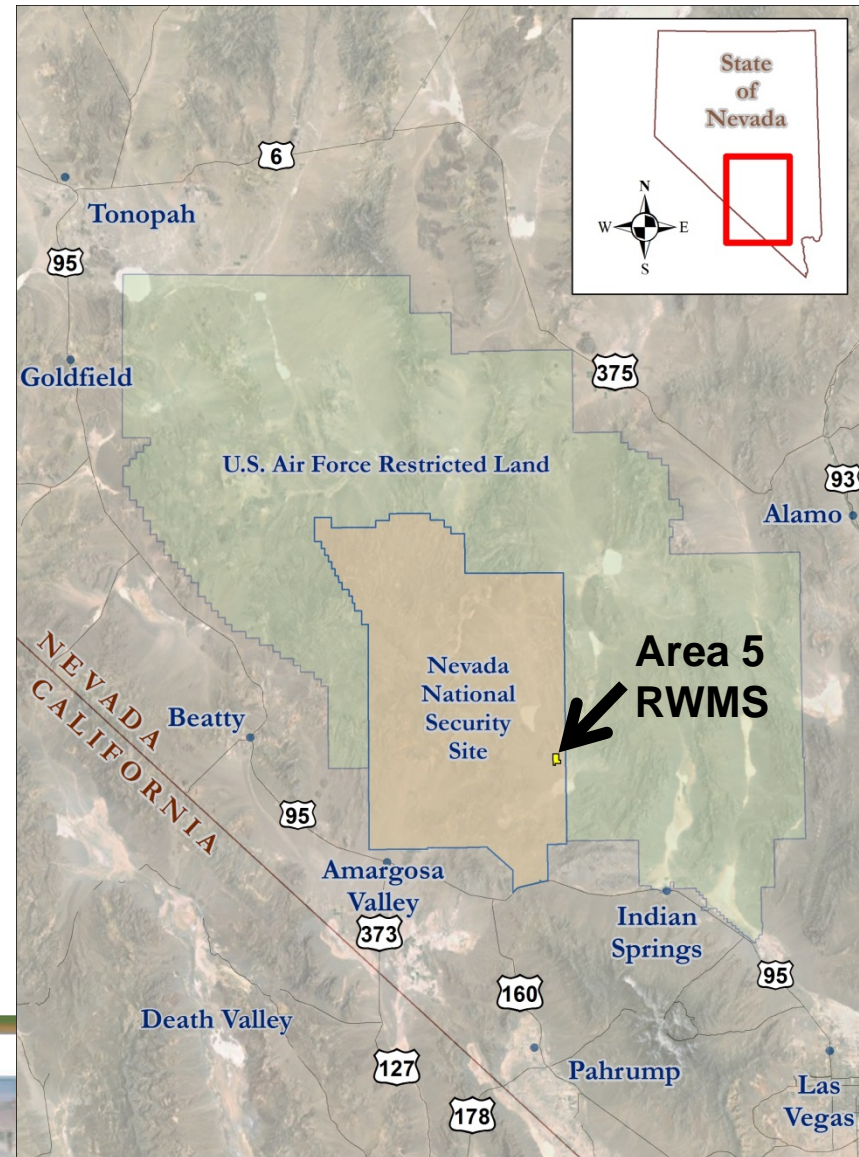 State
of
Nevada
N
W
E
S
6
Tonopah
95
Goldfield
375
U.S. Air Force Restricted Land
93
Alamo
Area 5
RWMS
Nevada
National
Security
Site
NEVADA
CALIFORNIA
Beatty
95
Amargosa
Valley
373
Indian
Springs
95
160
Death Valley
127
Pahrump
178
Las
Vegas